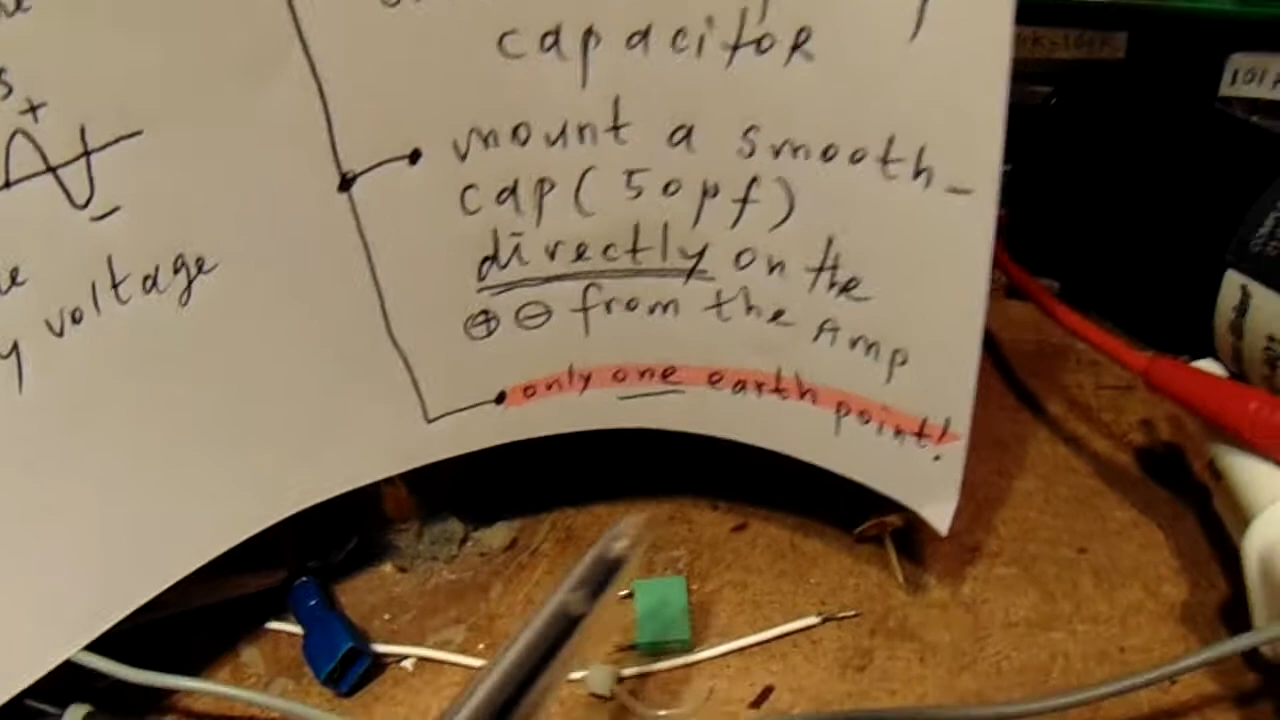 capacitor
mount a smooth-
s
+
cap (50pf)
directly on the
-
⊕ ⊖ from the Amp
voltage
only one earth point!